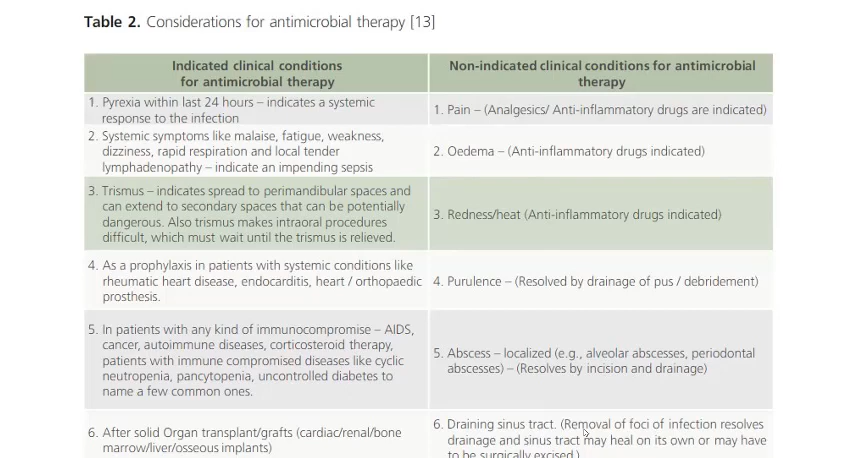 Table 2. Considerations for antimicrobial therapy [13]
Indicated clinical conditions
for antimicrobial therapy
Non-indicated clinical conditions for antimicrobial
therapy
1. Pyrexia within last 24 hours – indicates a systemic
response to the infection
1. Pain – (Analgesics/ Anti-inflammatory drugs are indicated)
2. Systemic symptoms like malaise, fatigue, weakness,
dizziness, rapid respiration and local tender
lymphadenopathy – indicate an impending sepsis
2. Oedema – (Anti-inflammatory drugs indicated)
3. Trismus – indicates spread to perimandibular spaces and
can extend to secondary spaces that can be potentially
dangerous. Also trismus makes intraoral procedures
difficult, which must wait until the trismus is relieved.
3. Redness/heat (Anti-inflammatory drugs indicated)
4. As a prophylaxis in patients with systemic conditions like
rheumatic heart disease, endocarditis, heart / orthopaedic
prosthesis.
4. Purulence – (Resolved by drainage of pus / debridement)
5. In patients with any kind of immunocompromise – AIDS,
cancer, autoimmune diseases, corticosteroid therapy,
patients with immune compromised diseases like cyclic
neutropenia, pancytopenia, uncontrolled diabetes to
name a few common ones.
5. Abscess – localized (e.g., alveolar abscesses, periodontal
abscesses) – (Resolves by incision and drainage)
6. After solid Organ transplant/grafts (cardiac/renal/bone
marrow/liver/osseous implants)
6. Draining sinus tract. (Removal of foci of infection resolves
drainage and sinus tract may heal on its own or may have
to be surgically excised.)